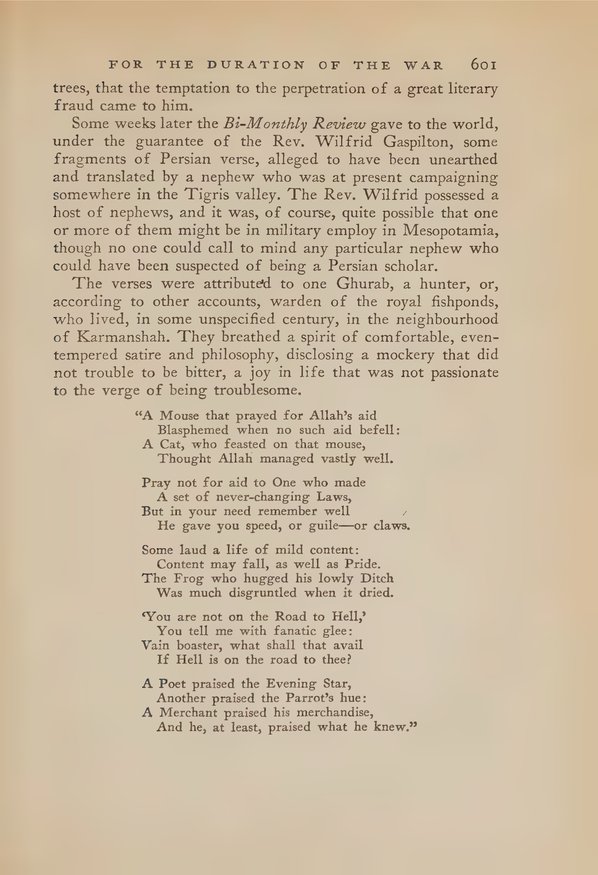 FOR THE DURATION OF THE WAR 601
trees, that the temptation to the perpetration of a great literary
fraud came to him.
Some weeks later the Bi-Monthly Review gave to the world,
under the guarantee of the Rev. Wilfrid Gaspilton, some
fragments of Persian verse, alleged to have been unearthed
and translated by a nephew who was at present campaigning
somewhere in the Tigris valley. The Rev. Wilfrid possessed a
host of nephews, and it was, of course, quite possible that one
or more of them might be in military employ in Mesopotamia,
though no one could call to mind any particular nephew who
could have been suspected of being a Persian scholar.
The verses were attributed to one Ghurab, a hunter, or,
according to other accounts, warden of the royal fishponds,
who lived, in some unspecified century, in the neighbourhood
of Karmanshah. They breathed a spirit of comfortable, even-
tempered satire and philosophy, disclosing a mockery that did
not trouble to be bitter, a joy in life that was not passionate
to the verge of being troublesome.
“A Mouse that prayed for Allah’s aid
Blasphemed when no such aid befell:
A Cat, who feasted on that mouse,
Thought Allah managed vastly well.
Pray not for aid to One who made
A set of never-changing Laws,
But in your need remember well
He gave you speed, or guile—or claws.
Some laud a life of mild content:
Content may fall, as well as Pride.
The Frog who hugged his lowly Ditch
Was much disgruntled when it dried.
‘You are not on the Road to Hell,’
You tell me with fanatic glee:
Vain boaster, what shall that avail
If Hell is on the road to thee?
A Poet praised the Evening Star,
Another praised the Parrot’s hue:
A Merchant praised his merchandise,
And he, at least, praised what he knew.”